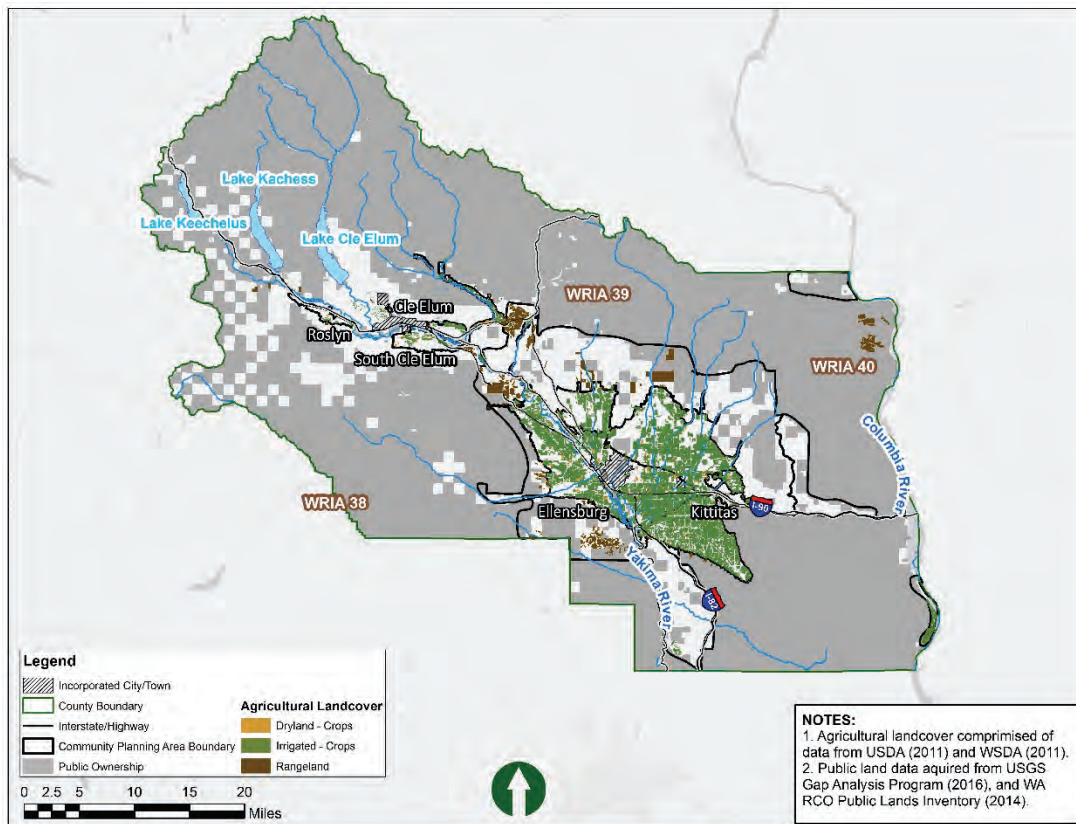 Lake Kachess
Lake Keechelus
Lake Cle Elum
Cle Elum
Roslyn
South Cle Elum
WRIA 39
WRIA 40
Columbia River
WRIA 38
Ellensburg
Kittitas
I-90
Yakima River
I-82
Legend
Incorporated City/Town
County Boundary
Interstate/Highway
Community Planning Area Boundary
Public Ownership
Agricultural Landcover
Dryland - Crops
Irrigated - Crops
Rangeland
0 2.5 5 10 15 20
Miles
NOTES:
1. Agricultural landcover comprimised of
data from USDA (2011) and WSDA (2011).
2. Public land data aquired from USGS
Gap Analysis Program (2016), and WA
RCO Public Lands Inventory (2014).